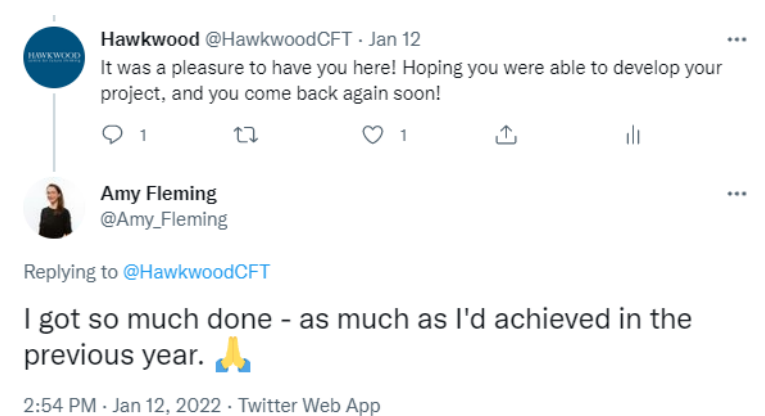 Hawkwood @HawkwoodCFT · Jan 12
HAWKWOOD
It was a pleasure to have you here! Hoping you were able to develop your
project, and you come back again soon!
1
1
Amy Fleming
@Amy_Fleming
Replying to @HawkwoodCFT
I got so much done - as much as I'd achieved in the
previous year. 🙏
2:54 PM · Jan 12, 2022 · Twitter Web App